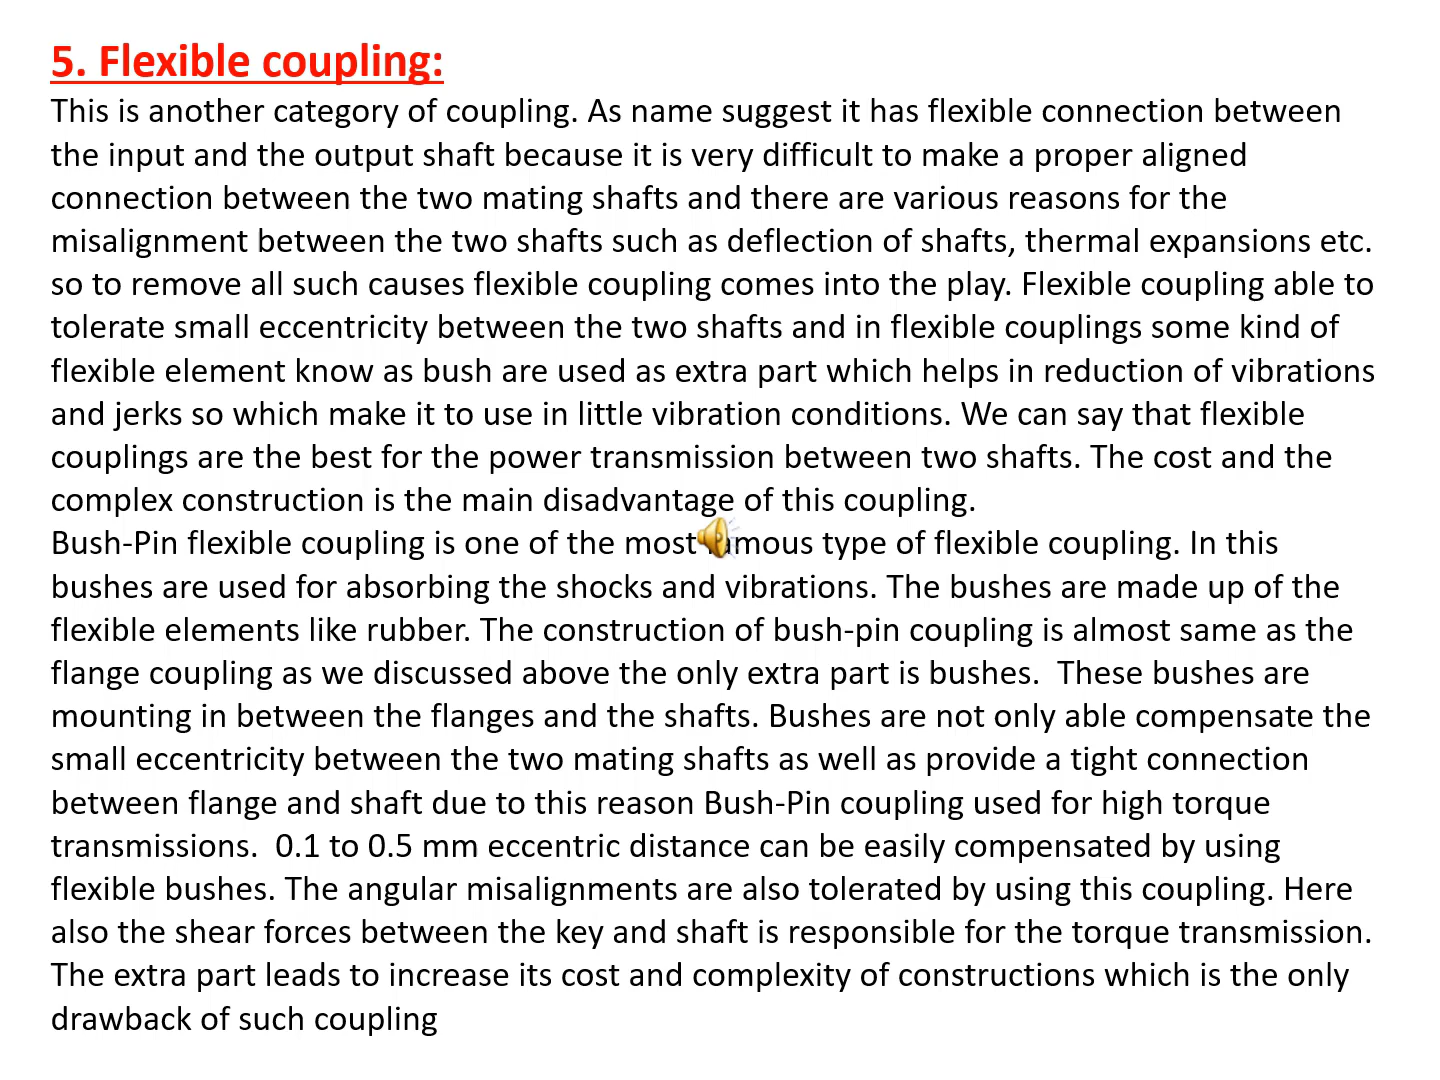 5. Flexible coupling:
This is another category of coupling. As name suggest it has flexible connection between
the input and the output shaft because it is very difficult to make a proper aligned
connection between the two mating shafts and there are various reasons for the
misalignment between the two shafts such as deflection of shafts, thermal expansions etc.
so to remove all such causes flexible coupling comes into the play. Flexible coupling able to
tolerate small eccentricity between the two shafts and in flexible couplings some kind of
flexible element know as bush are used as extra part which helps in reduction of vibrations
and jerks so which make it to use in little vibration conditions. We can say that flexible
couplings are the best for the power transmission between two shafts. The cost and the
complex construction is the main disadvantage of this coupling.
Bush-Pin flexible coupling is one of the most famous type of flexible coupling. In this
bushes are used for absorbing the shocks and vibrations. The bushes are made up of the
flexible elements like rubber. The construction of bush-pin coupling is almost same as the
flange coupling as we discussed above the only extra part is bushes.  These bushes are
mounting in between the flanges and the shafts. Bushes are not only able compensate the
small eccentricity between the two mating shafts as well as provide a tight connection
between flange and shaft due to this reason Bush-Pin coupling used for high torque
transmissions.  0.1 to 0.5 mm eccentric distance can be easily compensated by using
flexible bushes. The angular misalignments are also tolerated by using this coupling. Here
also the shear forces between the key and shaft is responsible for the torque transmission.
The extra part leads to increase its cost and complexity of constructions which is the only
drawback of such coupling